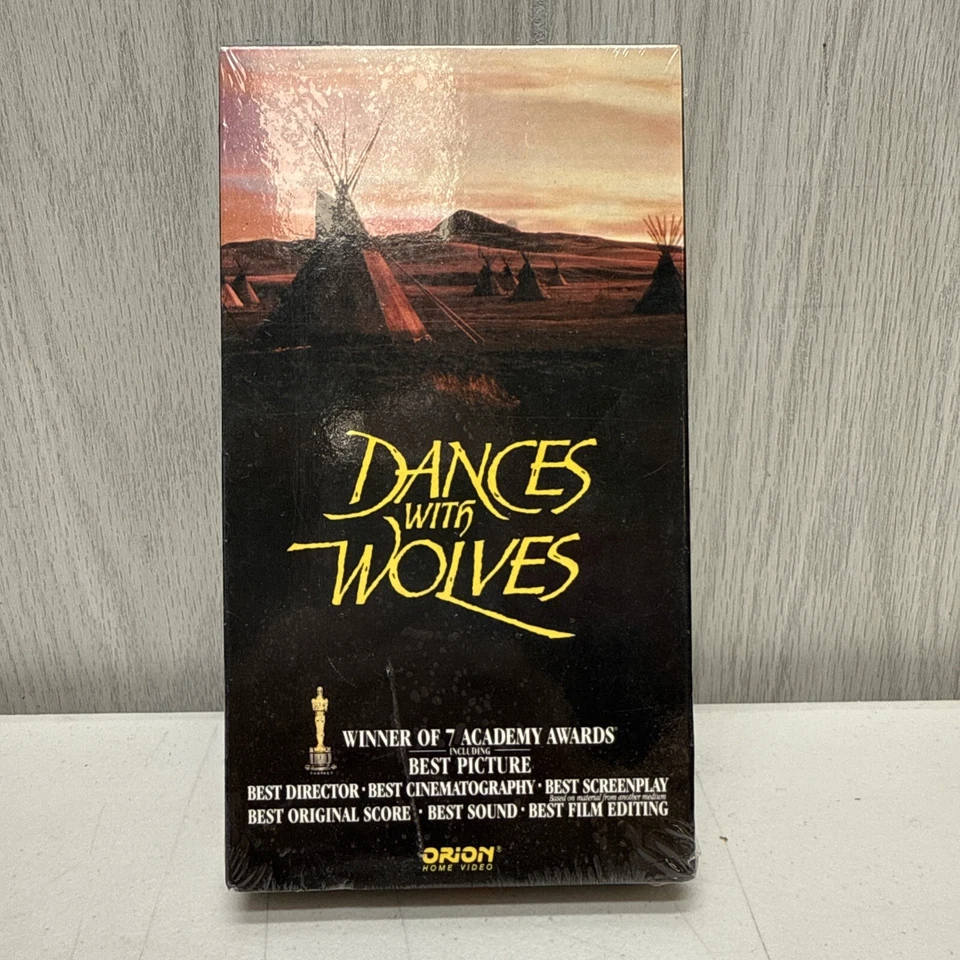 DANCES
WITH
WOLVES
WINNER OF 7 ACADEMY AWARDS®
INCLUDING
BEST PICTURE
BEST DIRECTOR · BEST CINEMATOGRAPHY · BEST SCREENPLAY
Based on material from another medium
BEST ORIGINAL SCORE · BEST SOUND · BEST FILM EDITING
ORION®
HOME VIDEO